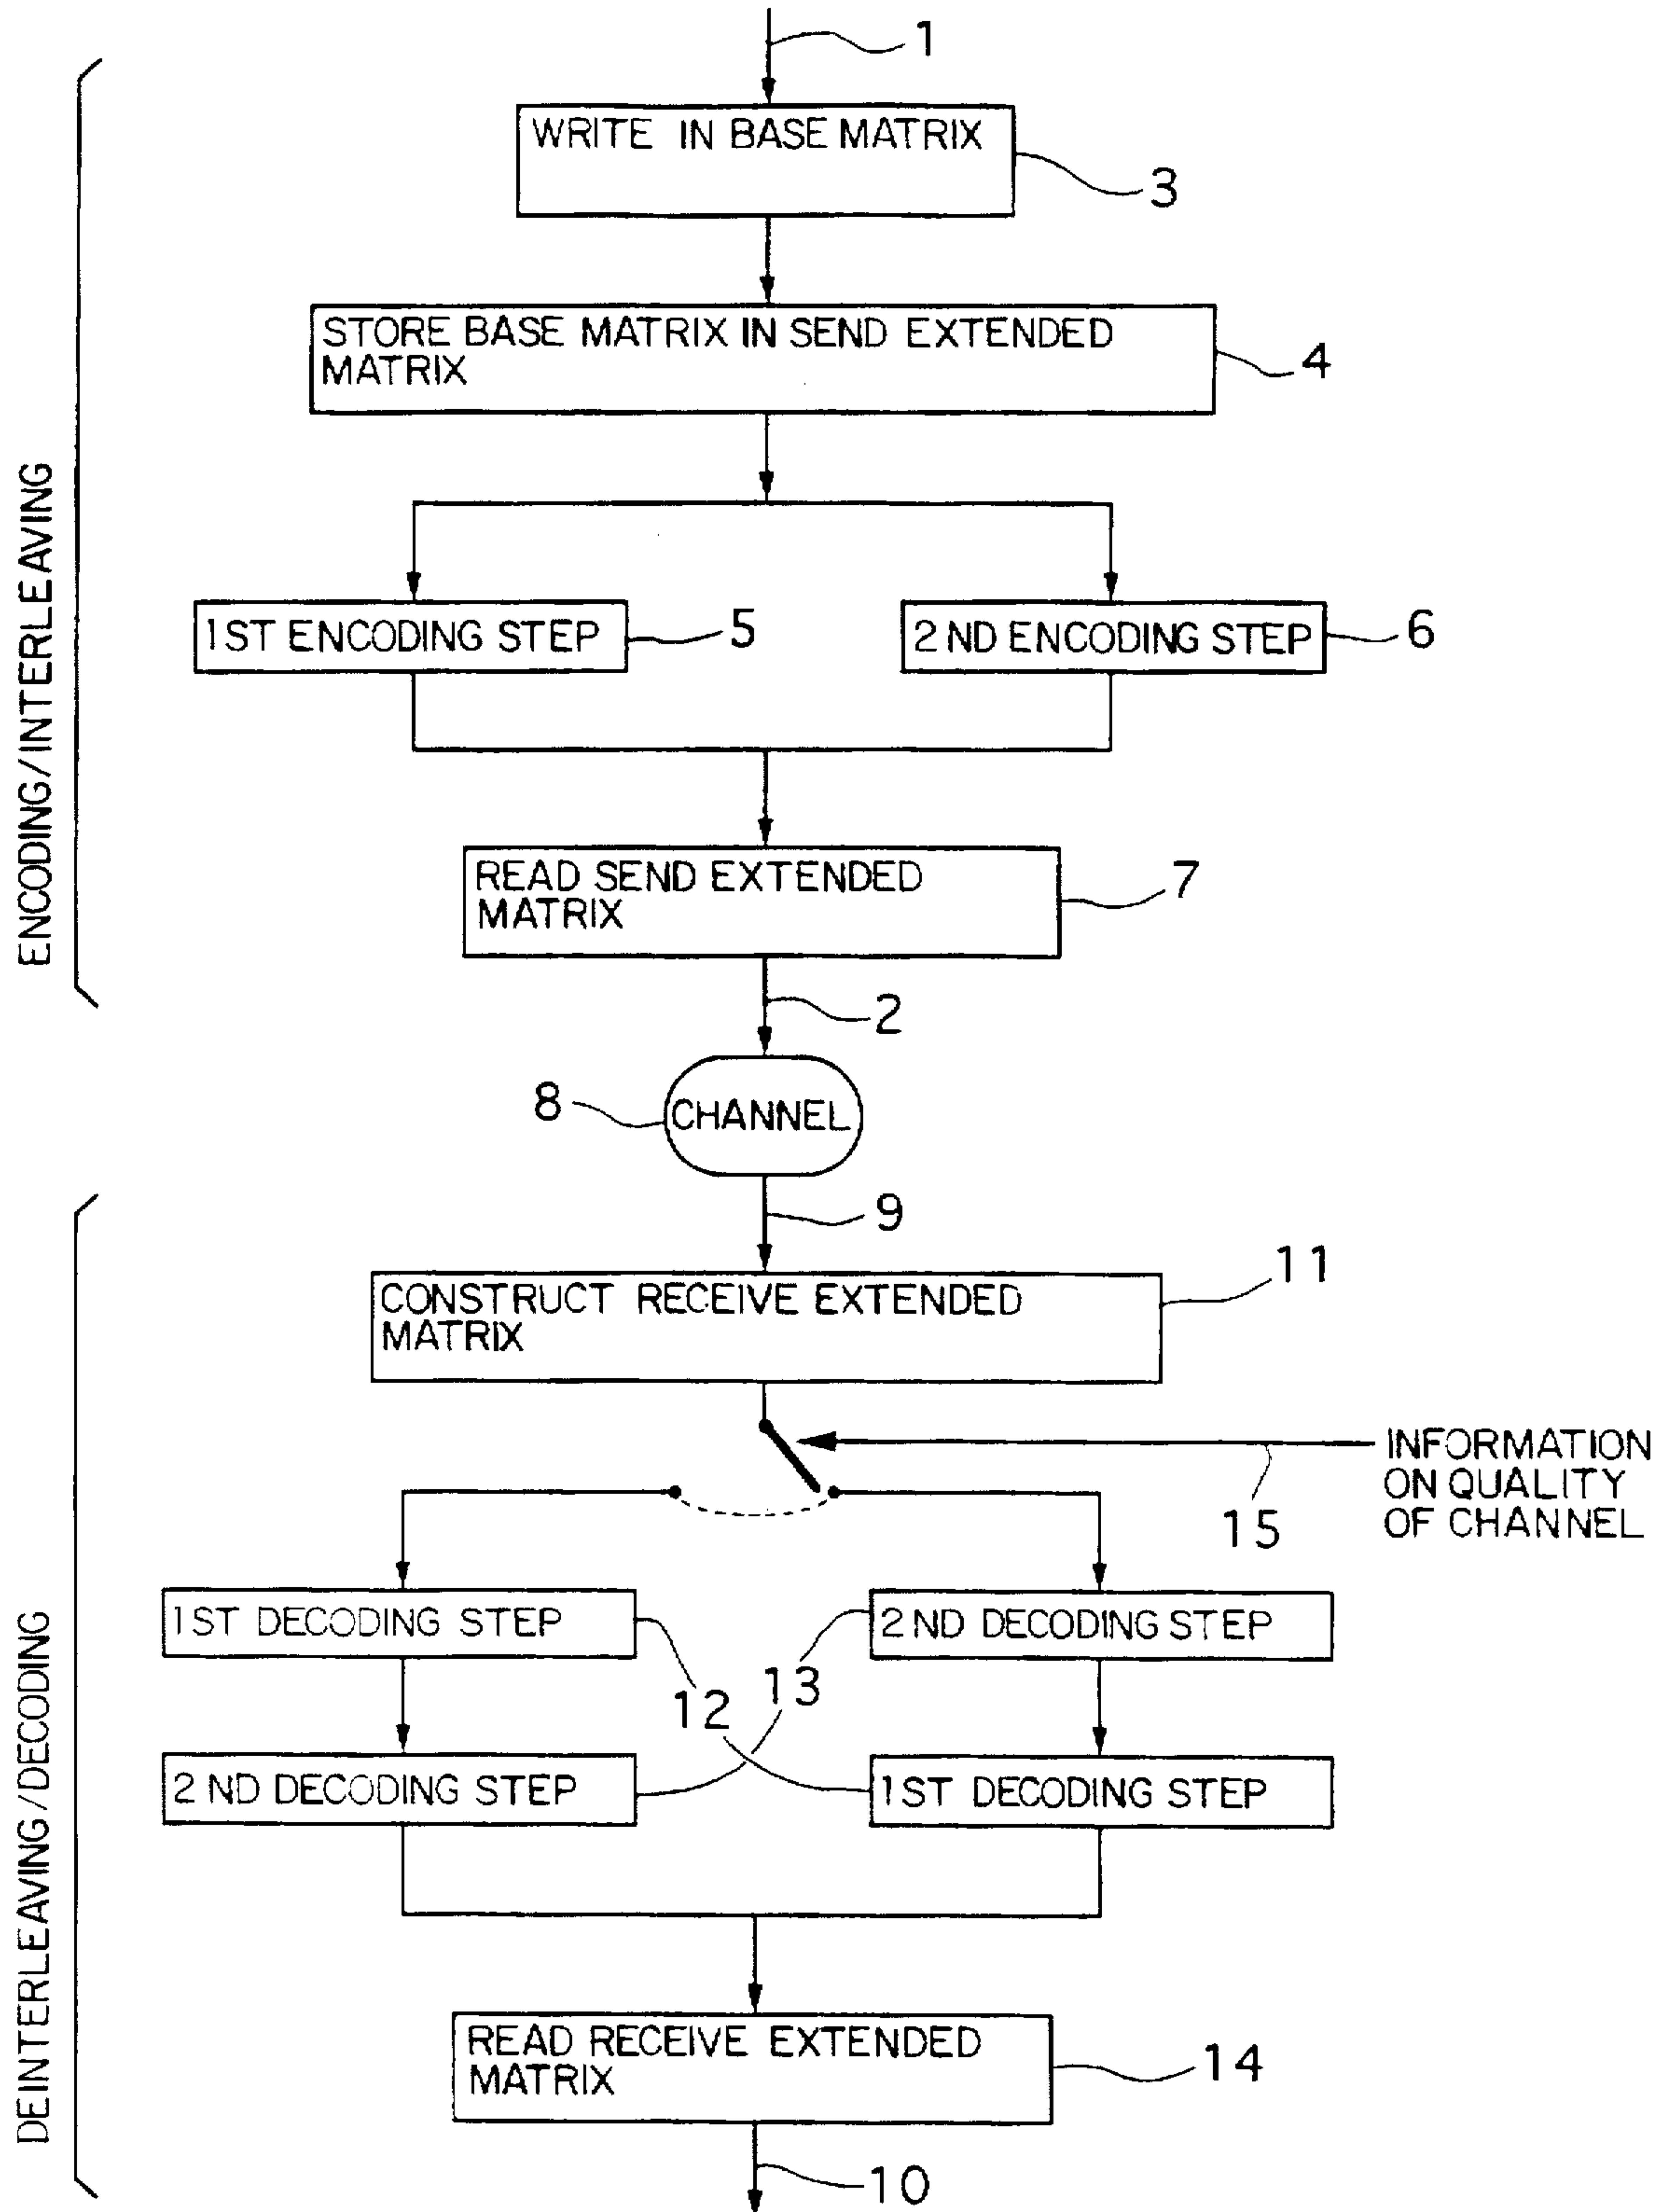 1
WRITE IN BASE MATRIX
3
STORE BASE MATRIX IN SEND EXTENDED
MATRIX
4
ENCODING/INTERLEAVING
1ST ENCODING STEP
5
2ND ENCODING STEP
6
READ SEND EXTENDED
MATRIX
7
2
8
CHANNEL
9
CONSTRUCT RECEIVE EXTENDED
MATRIX
11
INFORMATION
ON QUALITY
OF CHANNEL
15
DEINTERLEAVING/DECODING
1ST DECODING STEP
2ND DECODING STEP
12
13
2ND DECODING STEP
1ST DECODING STEP
READ RECEIVE EXTENDED
MATRIX
14
10